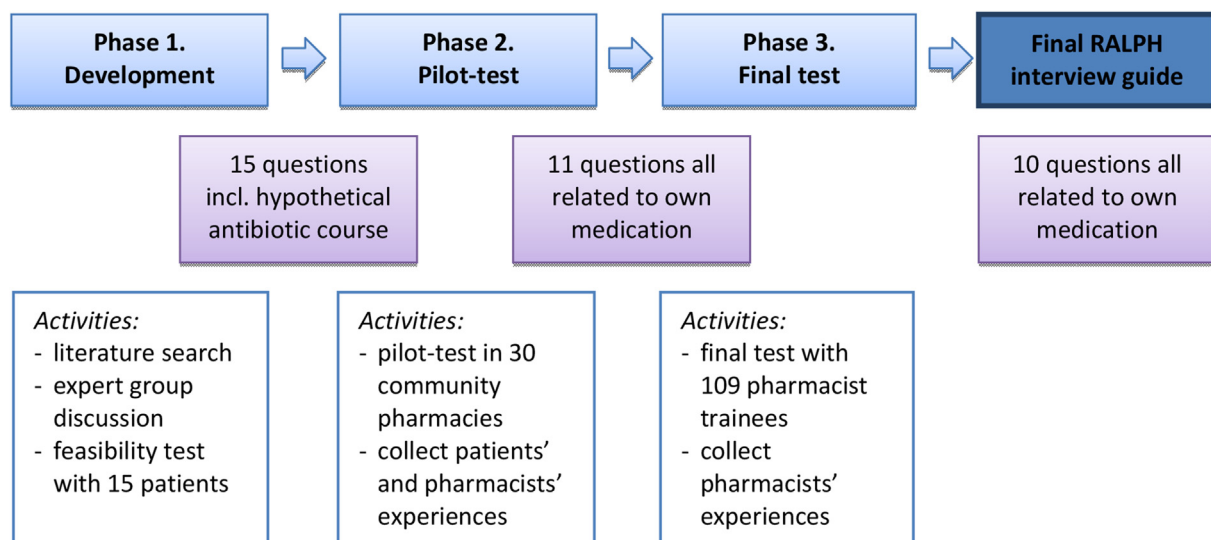 Phase 1.
Development
Phase 2.
Pilot-test
Phase 3.
Final test
Final RALPH
interview guide
15 questions
incl. hypothetical
antibiotic course
11 questions all
related to own
medication
10 questions all
related to own
medication
Activities:
- literature search
- expert group
discussion
- feasibility test
with 15 patients
Activities:
- pilot-test in 30
community
pharmacies
- collect patients’
and pharmacists’
experiences
Activities:
- final test with
109 pharmacist
trainees
- collect
pharmacists’
experiences